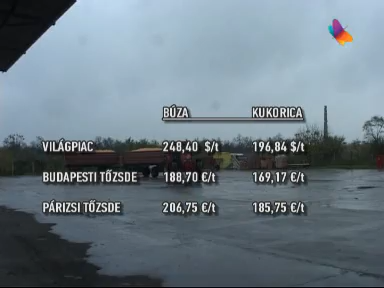 BÚZA KUKORICA
VILÁGPIAC 248,40 $/t 196,84 $/t
BUDAPESTI TŐZSDE 188,70 €/t 169,17 €/t
PÁRIZSI TŐZSDE 206,75 €/t 185,75 €/t